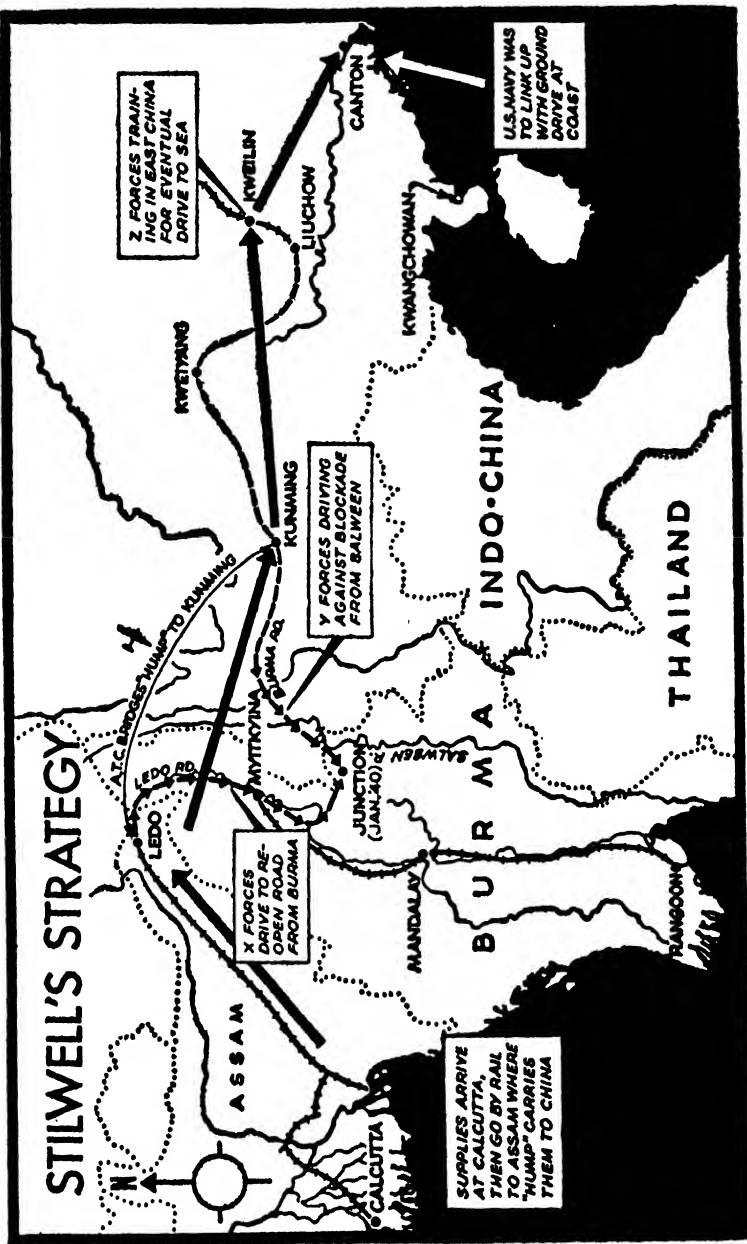 STILWELL'S STRATEGY
N
A.T.C. BRIDGES "HUMP" TO KUNMING
Z FORCES TRAIN-
ING IN EAST CHINA
FOR EVENTUAL
DRIVE TO SEA
KWEIYANG
KWEILIN
LIUCHOW
CANTON
U.S. NAVY WAS
TO LINK UP
WITH GROUND
DRIVE AT
COAST
KWANGCHOWAN
KUNMING
LEDO
LEDO RD.
ASSAM
X FORCES
DRIVE TO RE-
OPEN ROAD
FROM BURMA
MYITKYINA
BURMA RD.
Y FORCES DRIVING
AGAINST BLOCKADE
FROM SALWEEN
JUNCTION
(JAN. 40)
SALWEEN R.
MANDALAY
BURMA
INDO-CHINA
THAILAND
RANGOON
CALCUTTA
SUPPLIES ARRIVE
AT CALCUTTA,
THEN GO BY RAIL
TO ASSAM WHERE
"HUMP" CARRIES
THEM TO CHINA